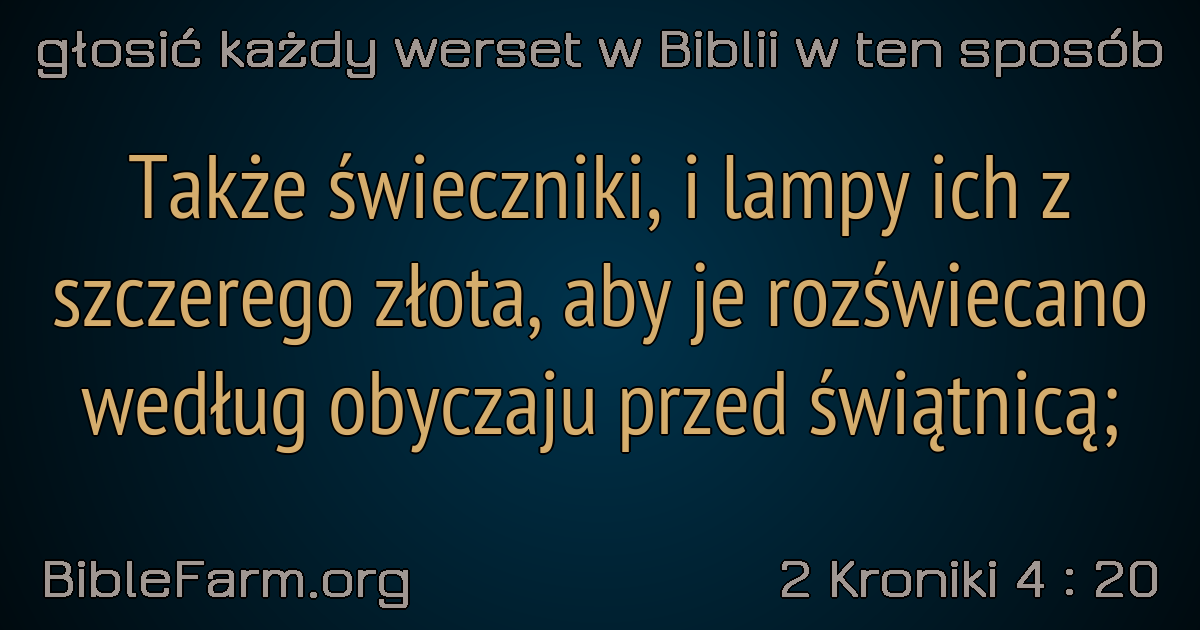 głosić każdy werset w Biblii w ten sposób
Także świeczniki, i lampy ich z
szczerego złota, aby je rozświecano
według obyczaju przed świątnicą;
BibleFarm.org
2 Kroniki 4 : 20